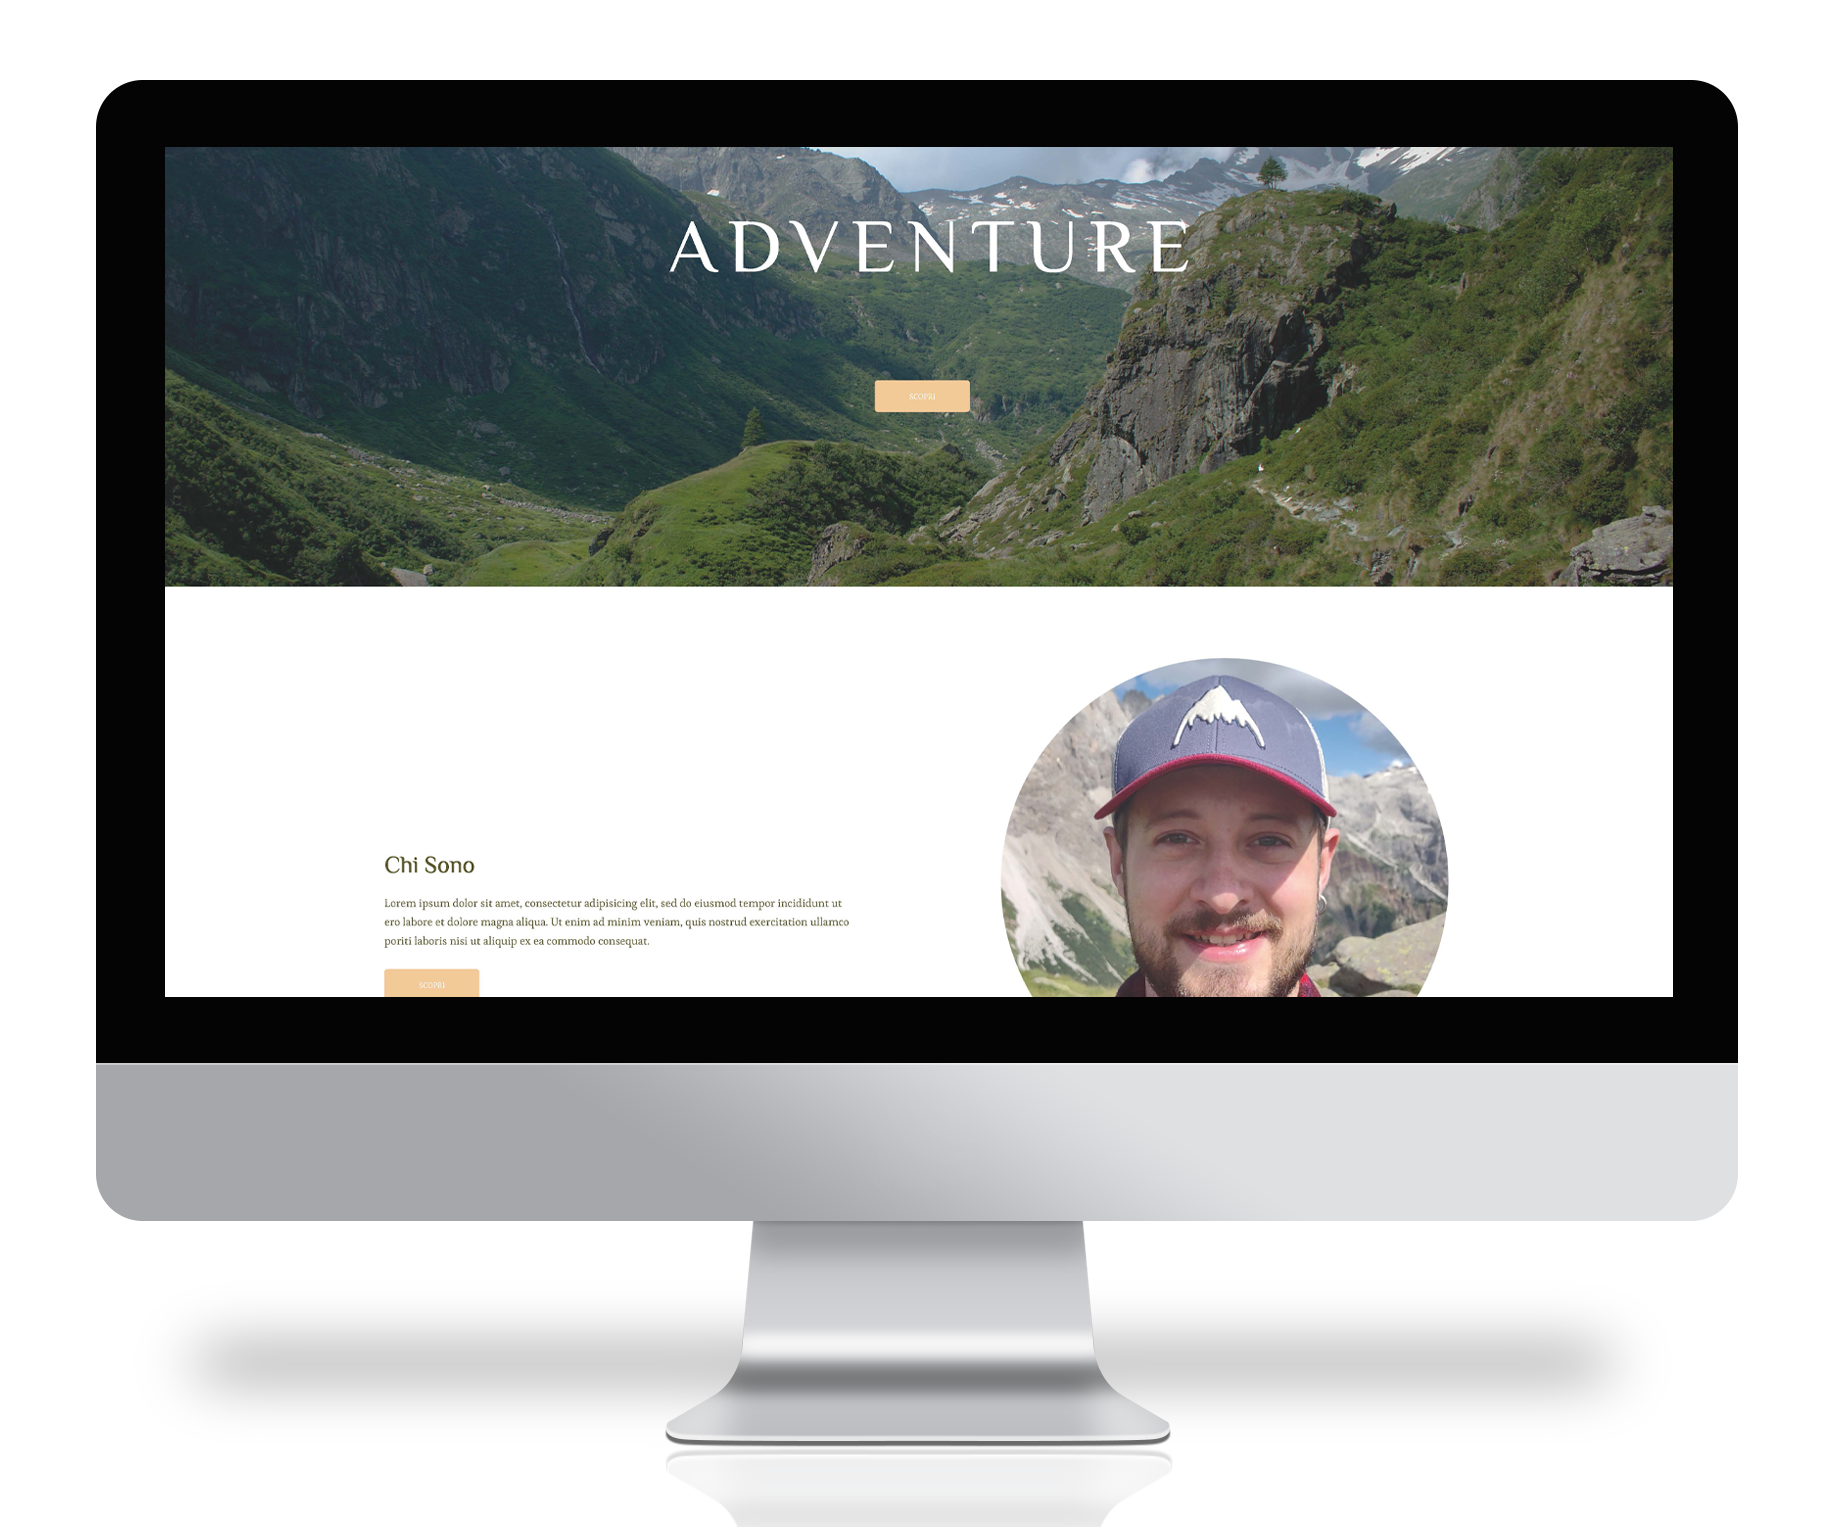 ADVENTURE
SCOPRI
Chi Sono
Lorem ipsum dolor sit amet, consectetur adipisicing elit, sed do eiusmod tempor incididunt ut
ero labore et dolore magna aliqua. Ut enim ad minim veniam, quis nostrud exercitation ullamco
poriti laboris nisi ut aliquip ex ea commodo consequat.
SCOPRI